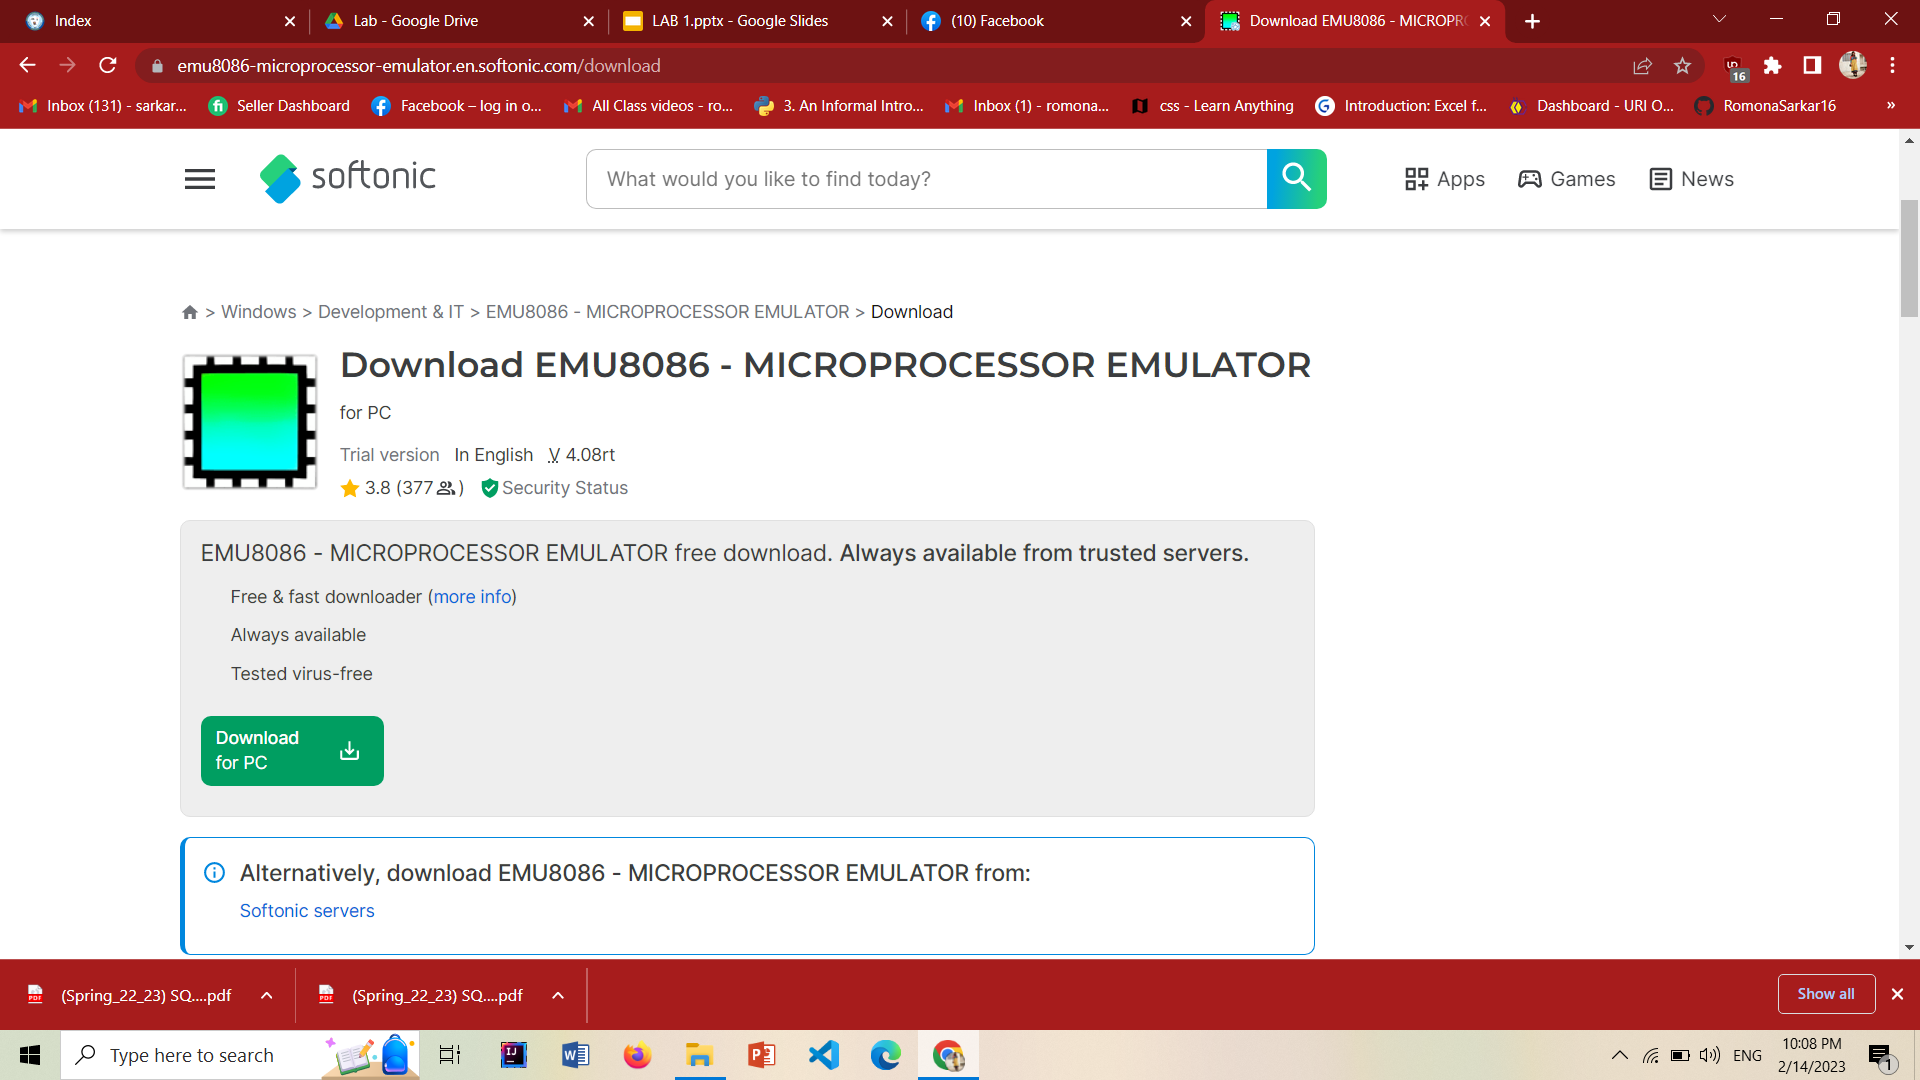 Index
Lab - Google Drive
LAB 1.pptx - Google Slides
(10) Facebook
Download EMU8086 - MICROPRO
emu8086-microprocessor-emulator.en.softonic.com/download
16
Inbox (131) - sarkar...
Seller Dashboard
Facebook – log in o...
All Class videos - ro...
3. An Informal Intro...
Inbox (1) - romona...
css - Learn Anything
Introduction: Excel f...
Dashboard - URI O...
RomonaSarkar16
»
softonic
What would you like to find today?
Apps
Games
News
> Windows > Development & IT > EMU8086 - MICROPROCESSOR EMULATOR > Download
Download EMU8086 - MICROPROCESSOR EMULATOR
for PC
Trial version In English V 4.08rt
3.8 (377) Security Status
EMU8086 - MICROPROCESSOR EMULATOR free download. Always available from trusted servers.
Free & fast downloader (more info)
Always available
Tested virus-free
Download
for PC
Alternatively, download EMU8086 - MICROPROCESSOR EMULATOR from:
Softonic servers
PDF
(Spring_22_23) SQ....pdf
PDF
(Spring_22_23) SQ....pdf
Show all
Type here to search
ENG
10:08 PM
2/14/2023
1